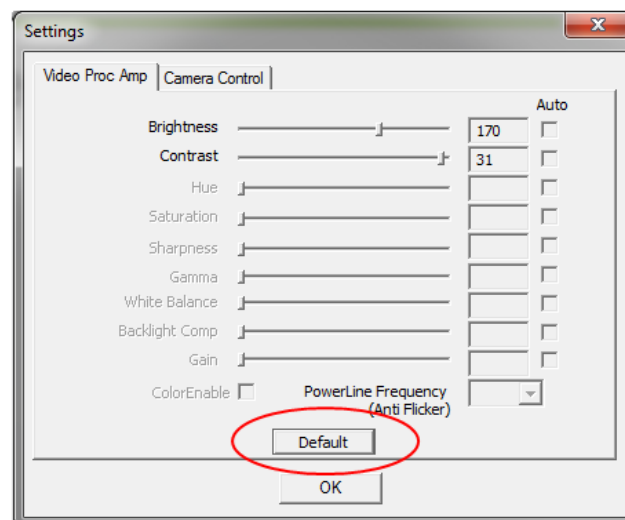 Settings
Video Proc Amp Camera Control
Auto
Brightness 170
Contrast 31
Hue
Saturation
Sharpness
Gamma
White Balance
Backlight Comp
Gain
ColorEnable PowerLine Frequency
(Anti Flicker)
Default
OK